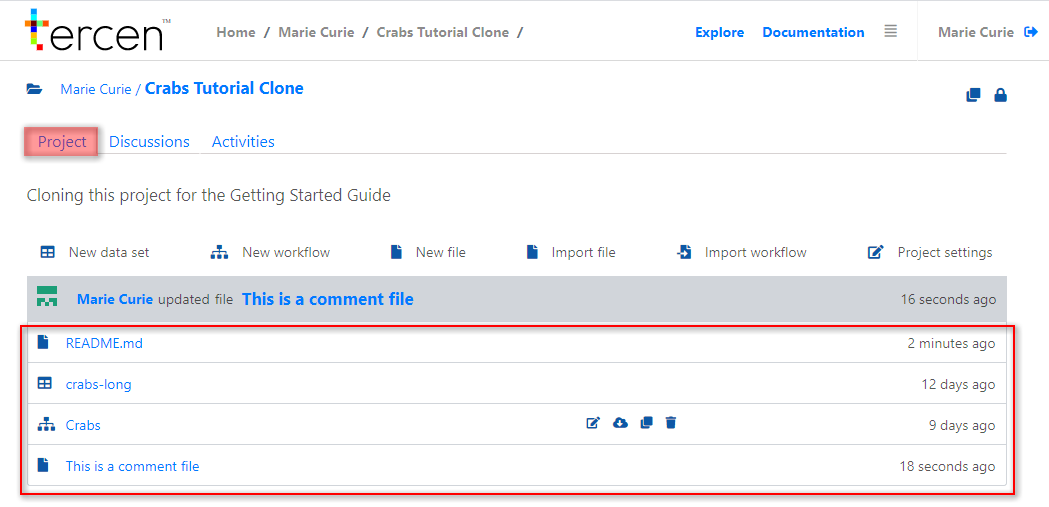 tercen™ Home / Marie Curie / Crabs Tutorial Clone / Explore Documentation Marie Curie
Marie Curie / Crabs Tutorial Clone
Project Discussions Activities
Cloning this project for the Getting Started Guide
New data set New workflow New file Import file Import workflow Project settings
Marie Curie updated file This is a comment file 16 seconds ago
README.md 2 minutes ago
crabs-long 12 days ago
Crabs 9 days ago
This is a comment file 18 seconds ago